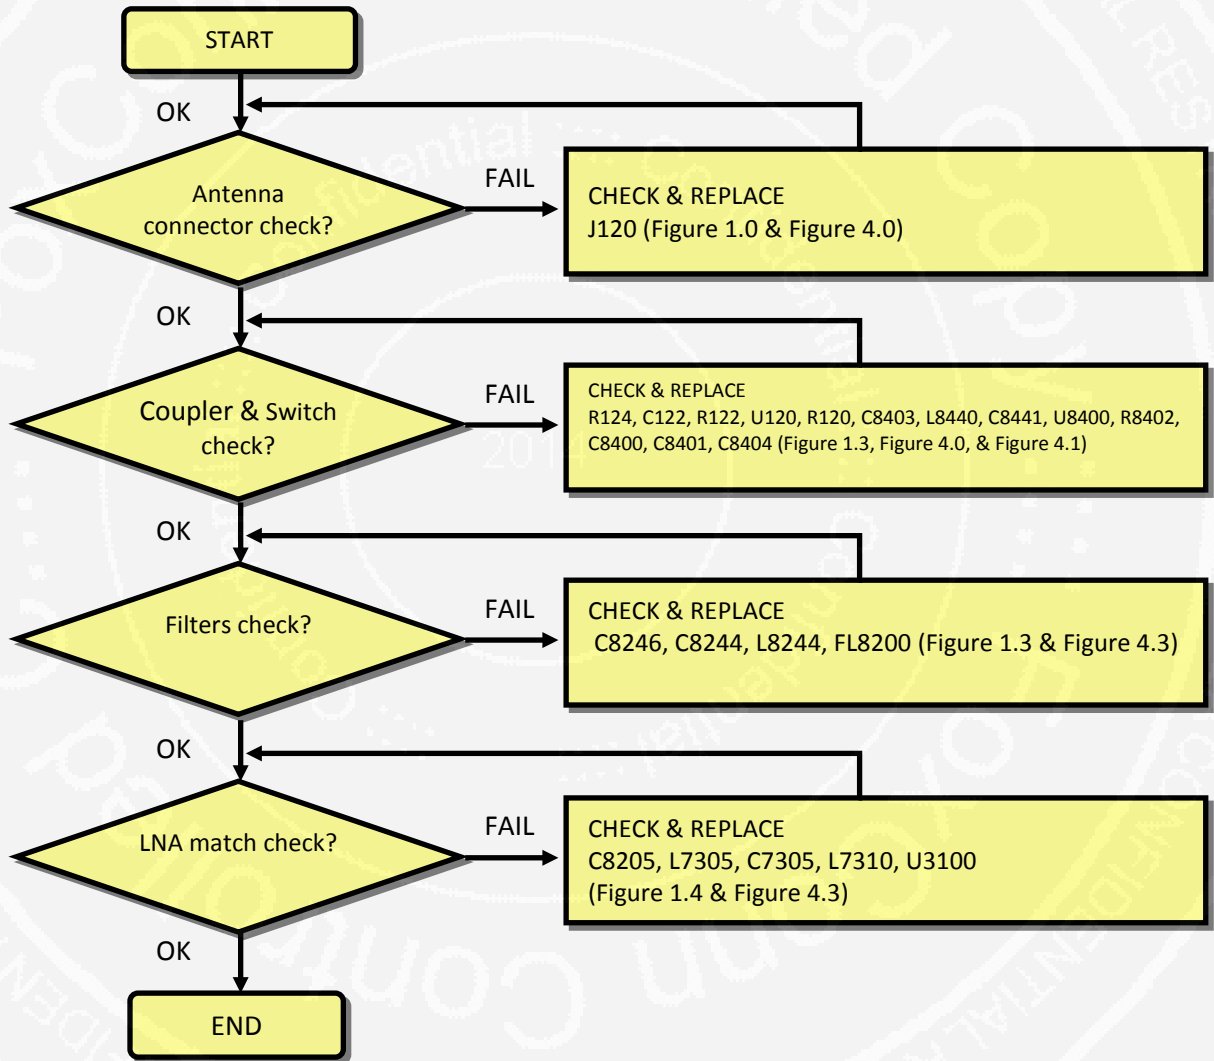 START
OK
Antenna
connector check?
FAIL
CHECK & REPLACE
J120 (Figure 1.0 & Figure 4.0)
OK
Coupler & Switch
check?
FAIL
CHECK & REPLACE
R124, C122, R122, U120, R120, C8403, L8440, C8441, U8400, R8402,
C8400, C8401, C8404 (Figure 1.3, Figure 4.0, & Figure 4.1)
2014
OK
Filters check?
FAIL
CHECK & REPLACE
C8246, C8244, L8244, FL8200 (Figure 1.3 & Figure 4.3)
OK
LNA match check?
FAIL
CHECK & REPLACE
C8205, L7305, C7305, L7310, U3100
(Figure 1.4 & Figure 4.3)
OK
END